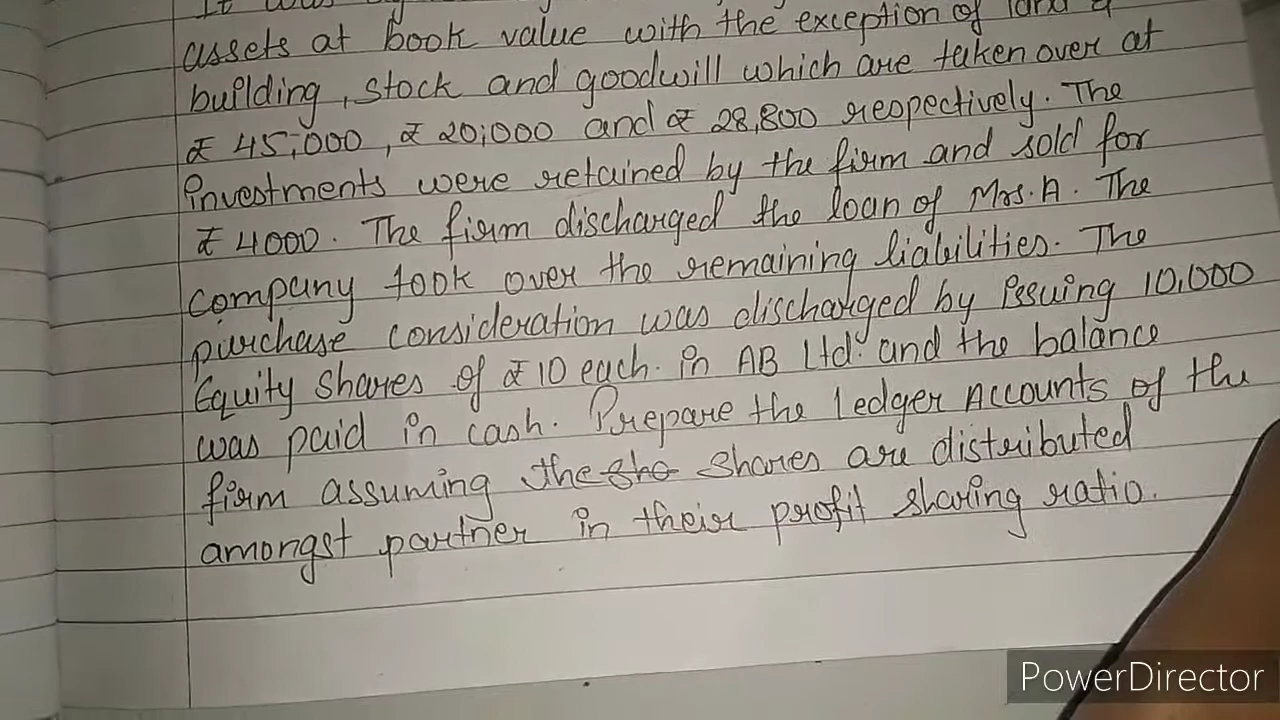 It was
assets at book value with the exception of land &
building, stock and goodwill which are taken over at
₹ 45,000, ₹ 20,000 and ₹ 28,800 respectively. The
investments were retained by the firm and sold for
₹ 4000. The firm discharged the loan of Mrs. A. The
company took over the remaining liabilities. The
purchase consideration was discharged by issuing 10,000
Equity shares of ₹ 10 each. in AB Ltd. and the balance
was paid in cash. Prepare the Ledger Accounts of the
firm assuming the shares are distributed
amongst partner in their profit sharing ratio.
PowerDirector